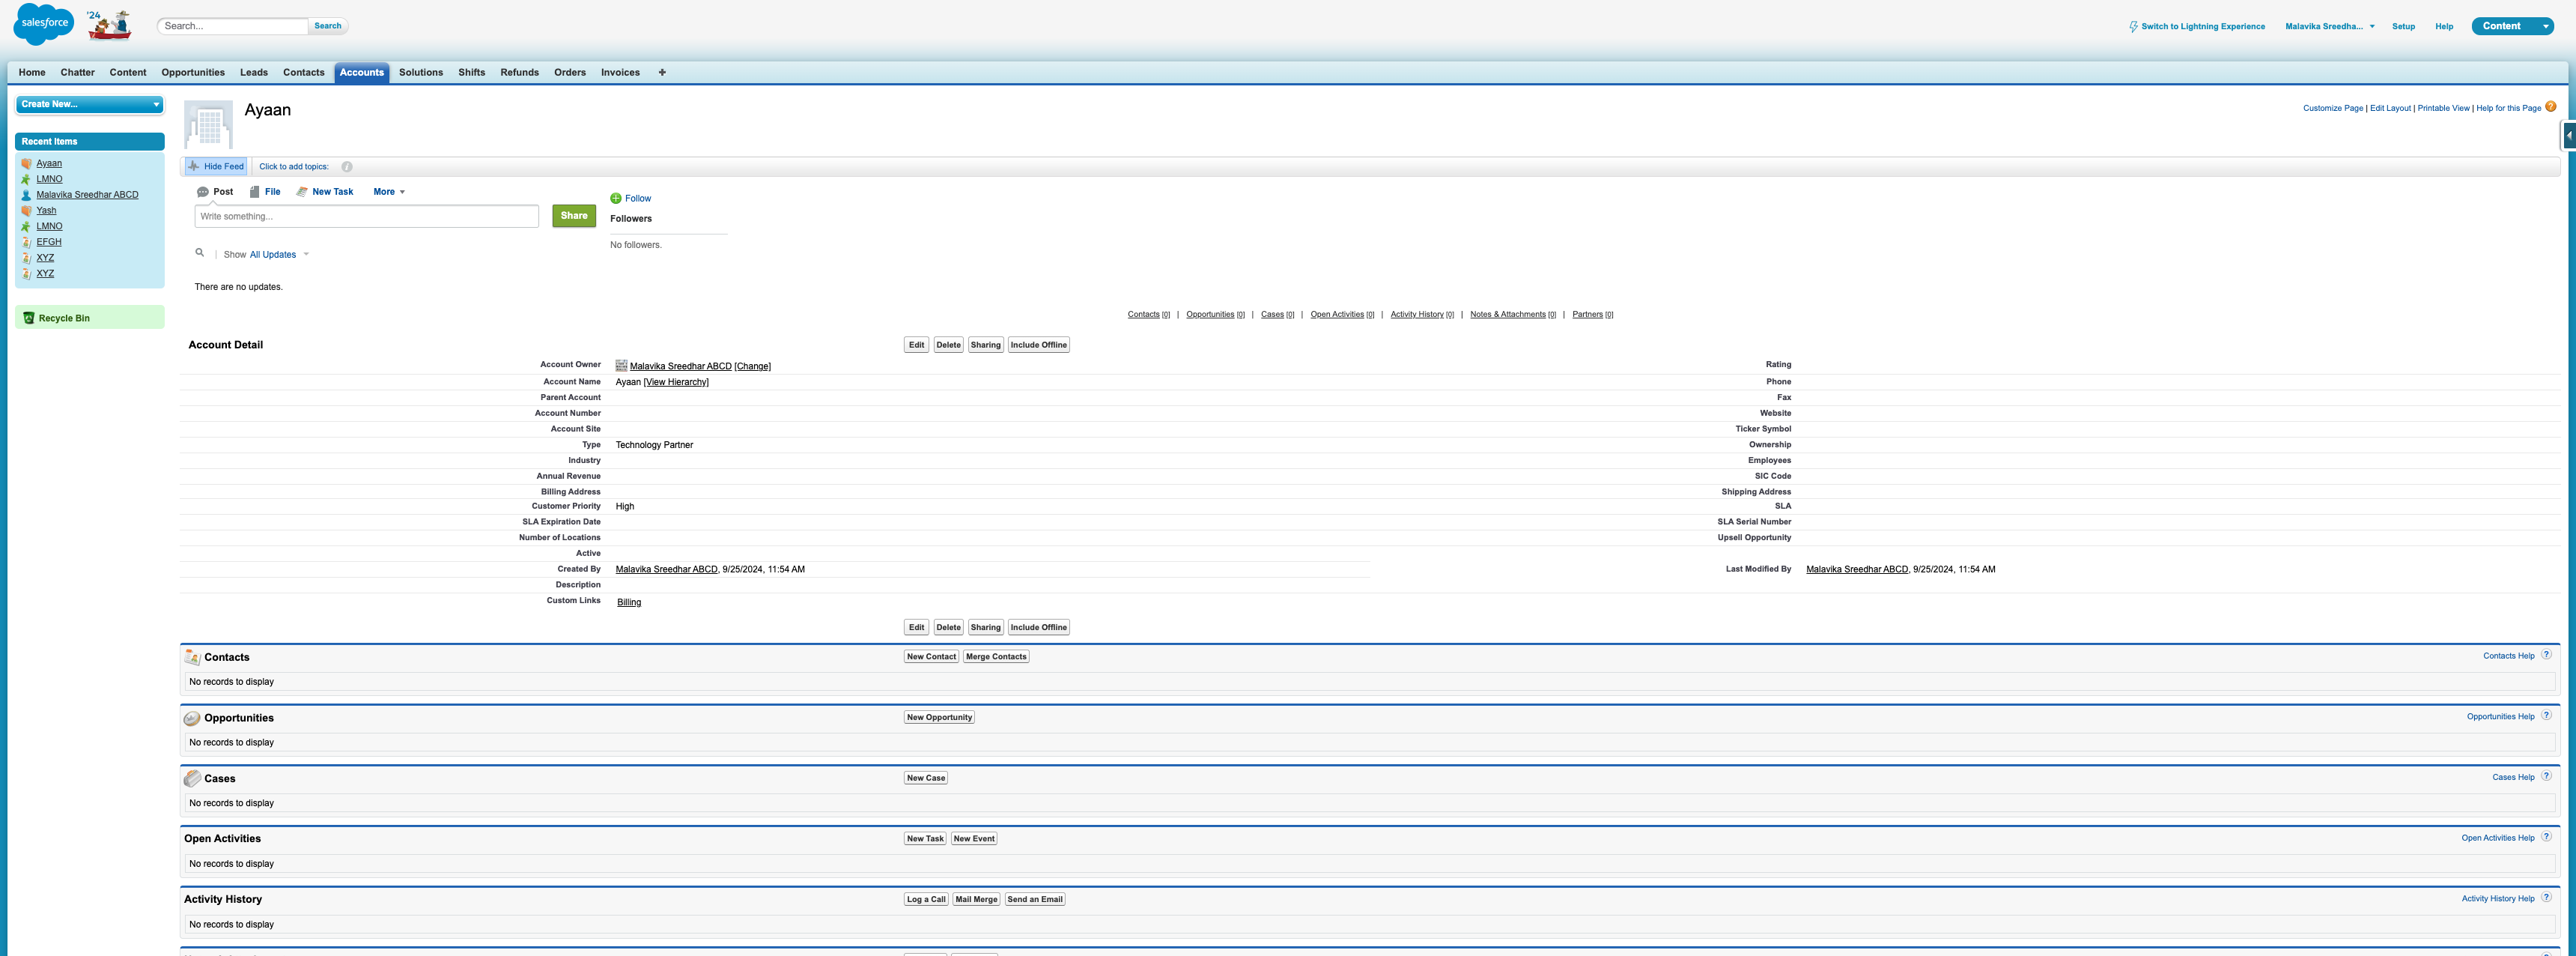 salesforce
'24
Search...
Search
Switch to Lightning Experience
Malavika Sreedha...
Setup
Help
Content
Home Chatter Content Opportunities Leads Contacts Accounts Solutions Shifts Refunds Orders Invoices +
Create New...
Recent Items
Ayaan
LMNO
Malavika Sreedhar ABCD
Yash
LMNO
EFGH
XYZ
XYZ
Recycle Bin
Ayaan
Customize Page | Edit Layout | Printable View | Help for this Page ?
Hide Feed
Click to add topics: i
Post File New Task More
Write something...
Share
Follow
Followers
No followers.
Show All Updates
There are no updates.
Contacts [0] | Opportunities [0] | Cases [0] | Open Activities [0] | Activity History [0] | Notes & Attachments [0] | Partners [0]
Account Detail
Edit Delete Sharing Include Offline
Account Owner Malavika Sreedhar ABCD [Change] Rating
Account Name Ayaan [View Hierarchy] Phone
Parent Account Fax
Account Number Website
Account Site Ticker Symbol
Type Technology Partner Ownership
Industry Employees
Annual Revenue SIC Code
Billing Address Shipping Address
Customer Priority High SLA
SLA Expiration Date SLA Serial Number
Number of Locations Upsell Opportunity
Active
Created By Malavika Sreedhar ABCD, 9/25/2024, 11:54 AM Last Modified By Malavika Sreedhar ABCD, 9/25/2024, 11:54 AM
Description
Custom Links Billing
Edit Delete Sharing Include Offline
Contacts New Contact Merge Contacts Contacts Help ?
No records to display
Opportunities New Opportunity Opportunities Help ?
No records to display
Cases New Case Cases Help ?
No records to display
Open Activities New Task New Event Open Activities Help ?
No records to display
Activity History Log a Call Mail Merge Send an Email Activity History Help ?
No records to display